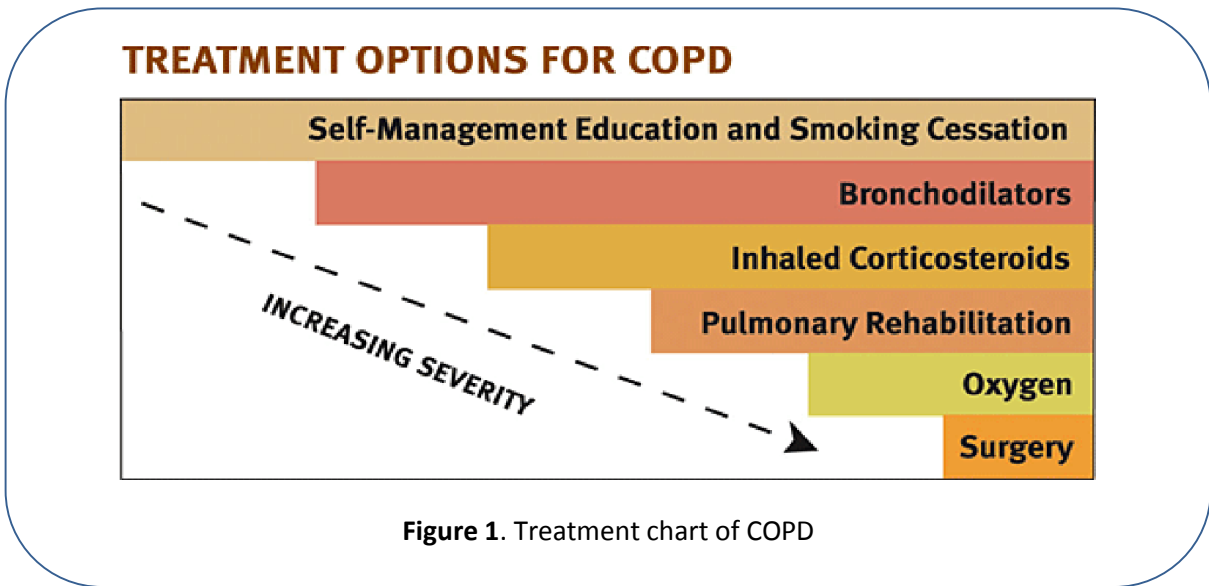 TREATMENT OPTIONS FOR COPD
Self-Management Education and Smoking Cessation
Bronchodilators
Inhaled Corticosteroids
Pulmonary Rehabilitation
Oxygen
Surgery
INCREASING SEVERITY
Figure 1. Treatment chart of COPD